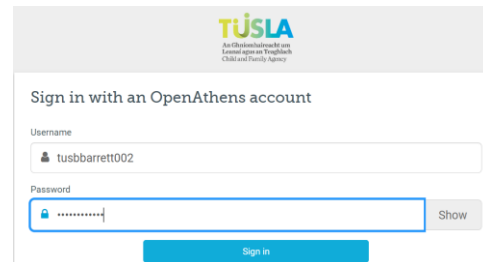 TÚSLA
An Ghníomhaireacht um
Leanaí agus an Teaghlach
Child and Family Agency
Sign in with an OpenAthens account
Username
tusbbarrett002
Password
••••••••••••
Show
Sign in